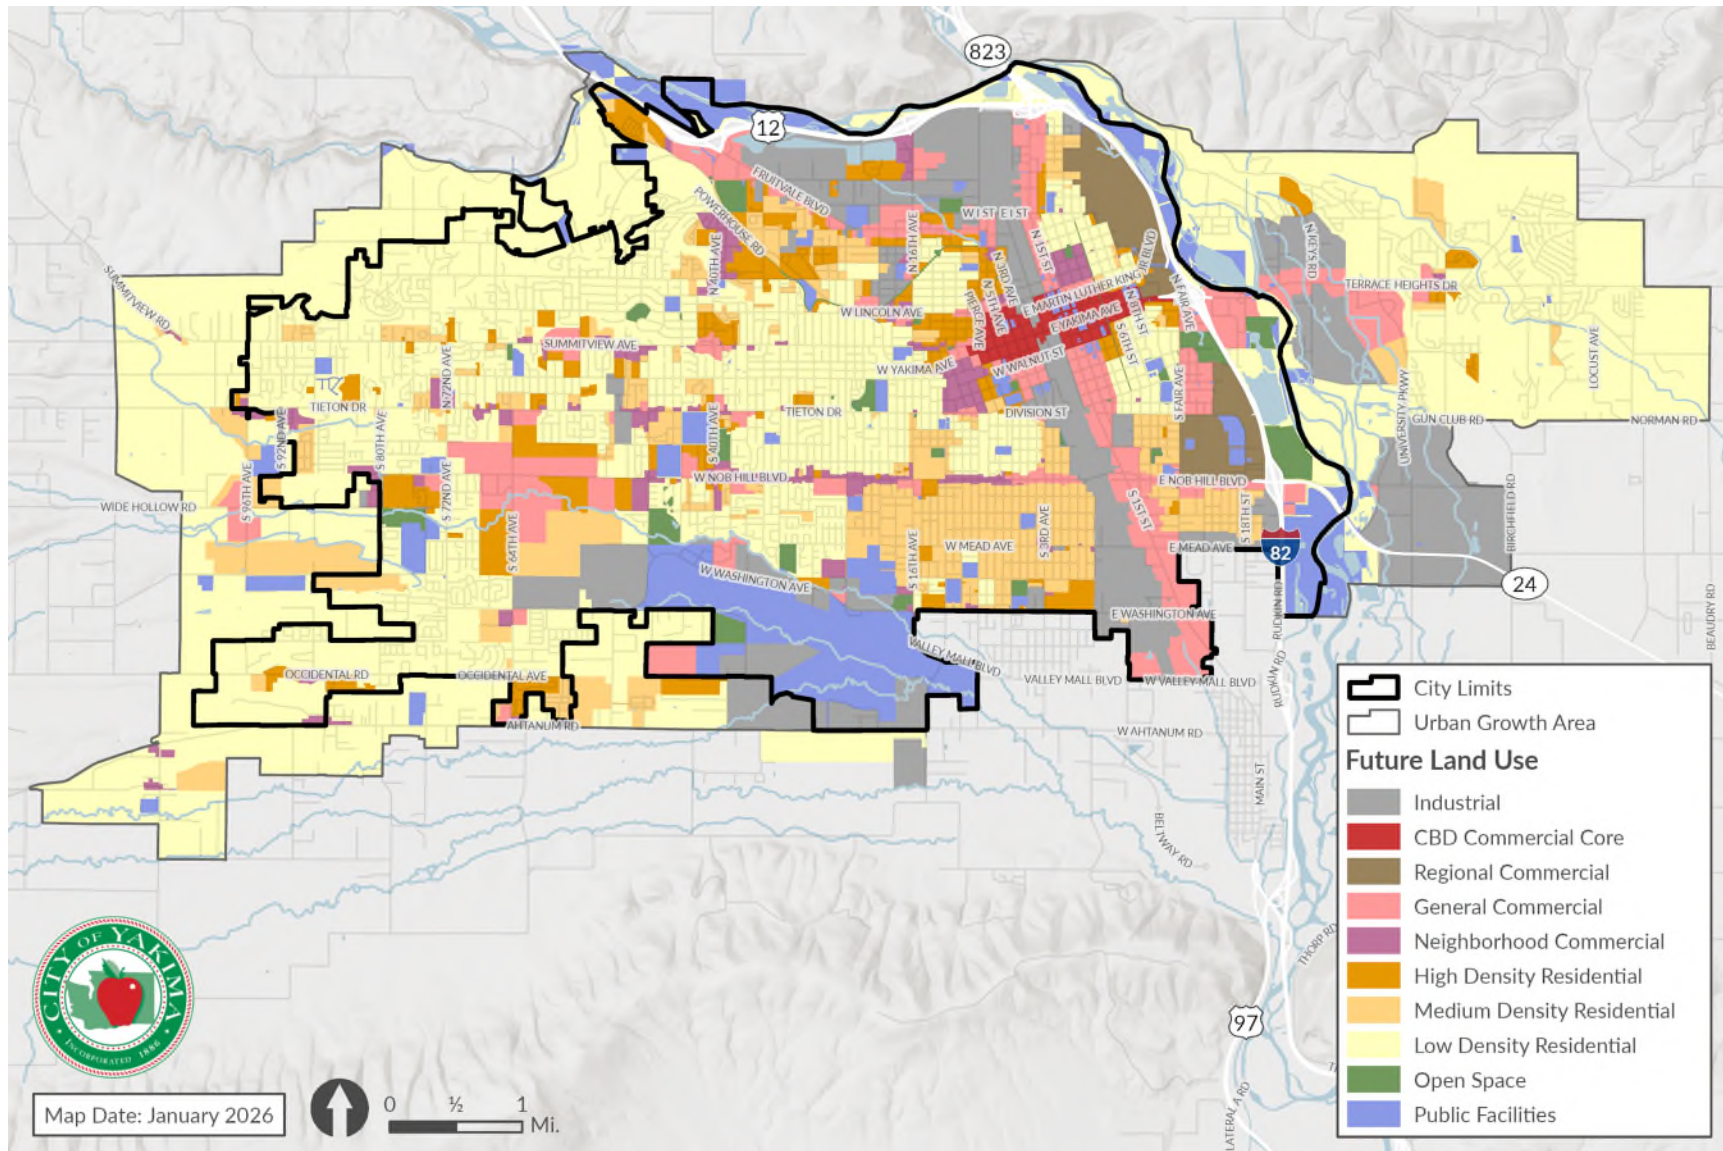 823
12
FRUITVALE BLVD
POWERHOUSE RD
W I ST E I ST
N 16TH AVE
N 40TH AVE
N 1ST ST
N 3RD AVE
N 5TH AVE
PIERCE AVE
E MARTIN LUTHER KING JR BLVD
N FAIR AVE
N 8TH ST
E YAKIMA AVE
S 6TH ST
W WALNUT ST
N KEYS RD
TERRACE HEIGHTS DR
SUMMITVIEW RD
W LINCOLN AVE
SUMMITVIEW AVE
W YAKIMA AVE
N 72ND AVE
LOCUST AVE
UNIVERSITY PKWY
TIETON DR
TIETON DR
DIVISION ST
S FAIR AVE
GUN CLUB RD
NORMAN RD
S 92ND AVE
S 80TH AVE
S 40TH AVE
S 96TH AVE
S 72ND AVE
W NOB HILL BLVD
E NOB HILL BLVD
WIDE HOLLOW RD
S 64TH AVE
S 16TH AVE
S 3RD AVE
S 1ST ST
S 18TH ST
BIRCHFIELD RD
W MEAD AVE
E MEAD AVE
82
24
W WASHINGTON AVE
E WASHINGTON AVE
RUDKIN RD
RUDKIN RD
BEAUDRY RD
VALLEY MALL BLVD
VALLEY MALL BLVD
W VALLEY MALL BLVD
OCCIDENTAL RD
OCCIDENTAL AVE
AHTANUM RD
W AHTANUM RD
MAIN ST
BELTWAY RD
THORP RD
97
LATERAL A RD
City Limits
Urban Growth Area
Future Land Use
Industrial
CBD Commercial Core
Regional Commercial
General Commercial
Neighborhood Commercial
High Density Residential
Medium Density Residential
Low Density Residential
Open Space
Public Facilities
CITY OF YAKIMA
INCORPORATED 1886
Map Date: January 2026
0 ½ 1
Mi.